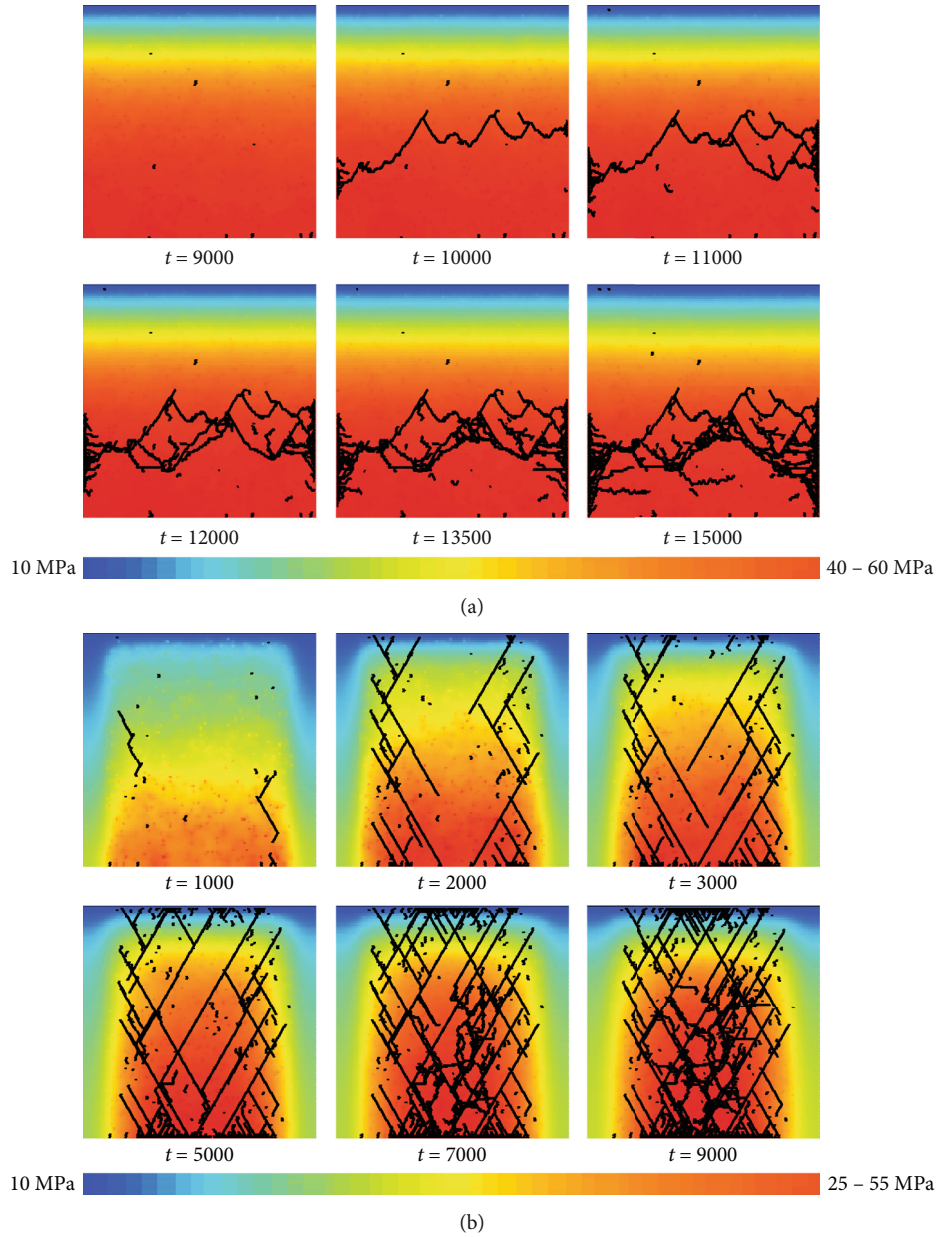 t = 9000 t = 10000 t = 11000
t = 12000 t = 13500 t = 15000
10 MPa 40 – 60 MPa
(a)
t = 1000 t = 2000 t = 3000
t = 5000 t = 7000 t = 9000
10 MPa 25 – 55 MPa
(b)